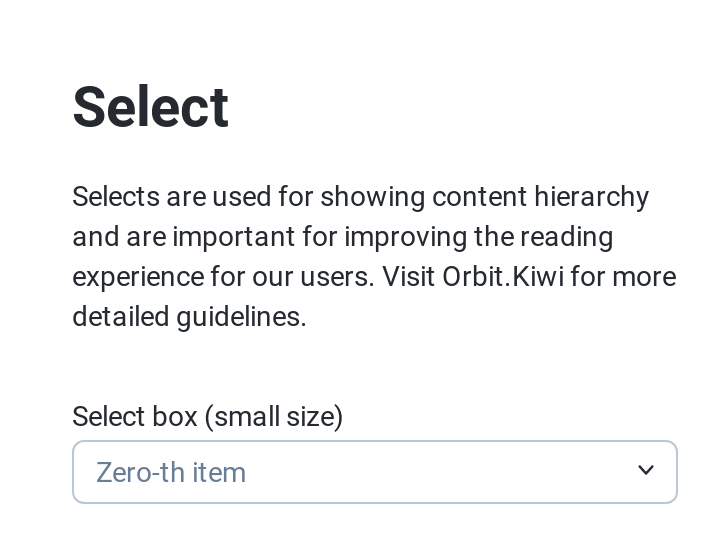 Select
Selects are used for showing content hierarchy
and are important for improving the reading
experience for our users. Visit Orbit.Kiwi for more
detailed guidelines.
Select box (small size)
Zero-th item